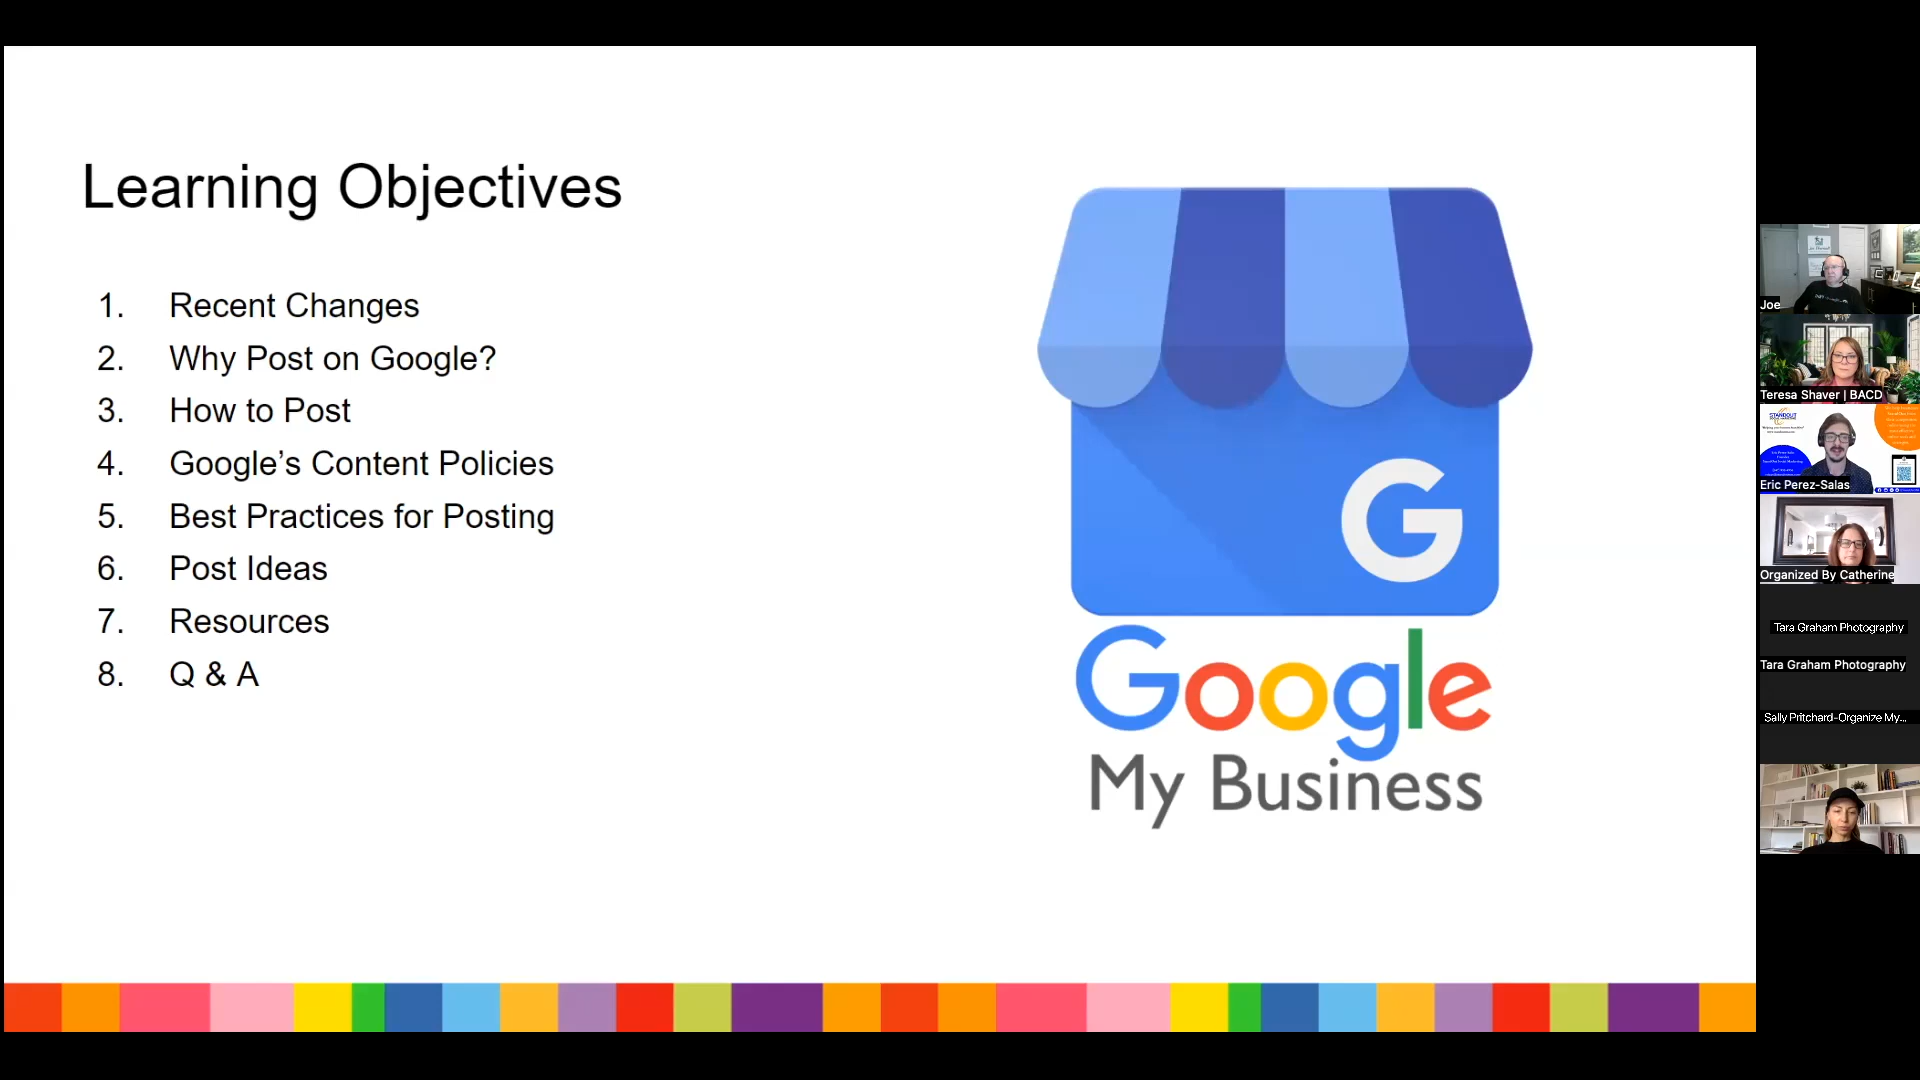 Learning Objectives
1. Recent Changes
2. Why Post on Google?
3. How to Post
4. Google’s Content Policies
5. Best Practices for Posting
6. Post Ideas
7. Resources
8. Q & A
G
Google
My Business
Joe
Teresa Shaver | BACD
STANDOUT
Eric Perez-Salas
Organized By Catherine
Tara Graham Photography
Tara Graham Photography
Sally Pritchard-Organize My...